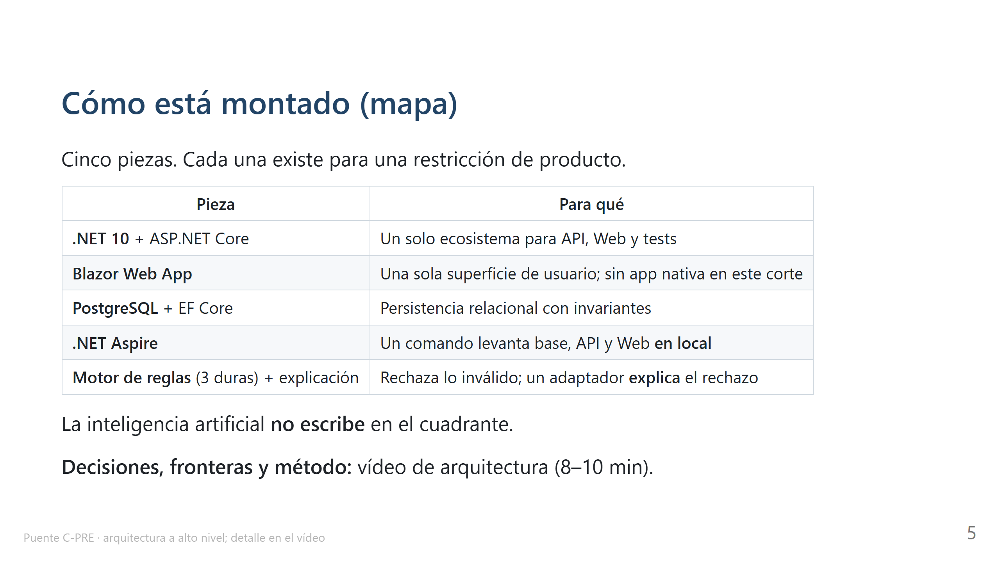 Cómo está montado (mapa)
Cinco piezas. Cada una existe para una restricción de producto.
Pieza
Para qué
.NET 10 + ASP.NET Core
Un solo ecosistema para API, Web y tests
Blazor Web App
Una sola superficie de usuario; sin app nativa en este corte
PostgreSQL + EF Core
Persistencia relacional con invariantes
.NET Aspire
Un comando levanta base, API y Web en local
Motor de reglas (3 duras) + explicación
Rechaza lo inválido; un adaptador explica el rechazo
La inteligencia artificial no escribe en el cuadrante.
Decisiones, fronteras y método: vídeo de arquitectura (8–10 min).
Puente C-PRE · arquitectura a alto nivel; detalle en el vídeo
5